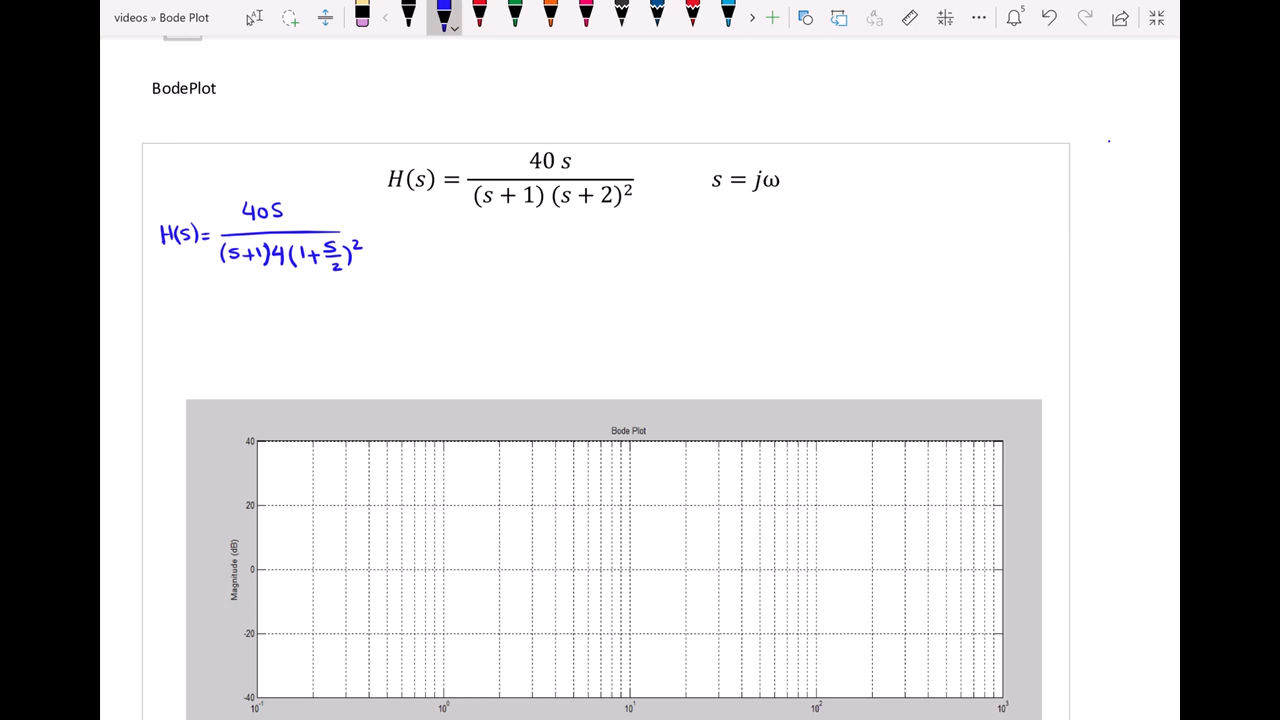 videos » Bode Plot
5
BodePlot
H(s) = 40 s / (s + 1) (s + 2)²    s = jω
H(s)= 40s / (s+1)4(1+s/2)²
Bode Plot
40
20
0
-20
-40
Magnitude (dB)
10⁻¹ 10⁰ 10¹ 10² 10³